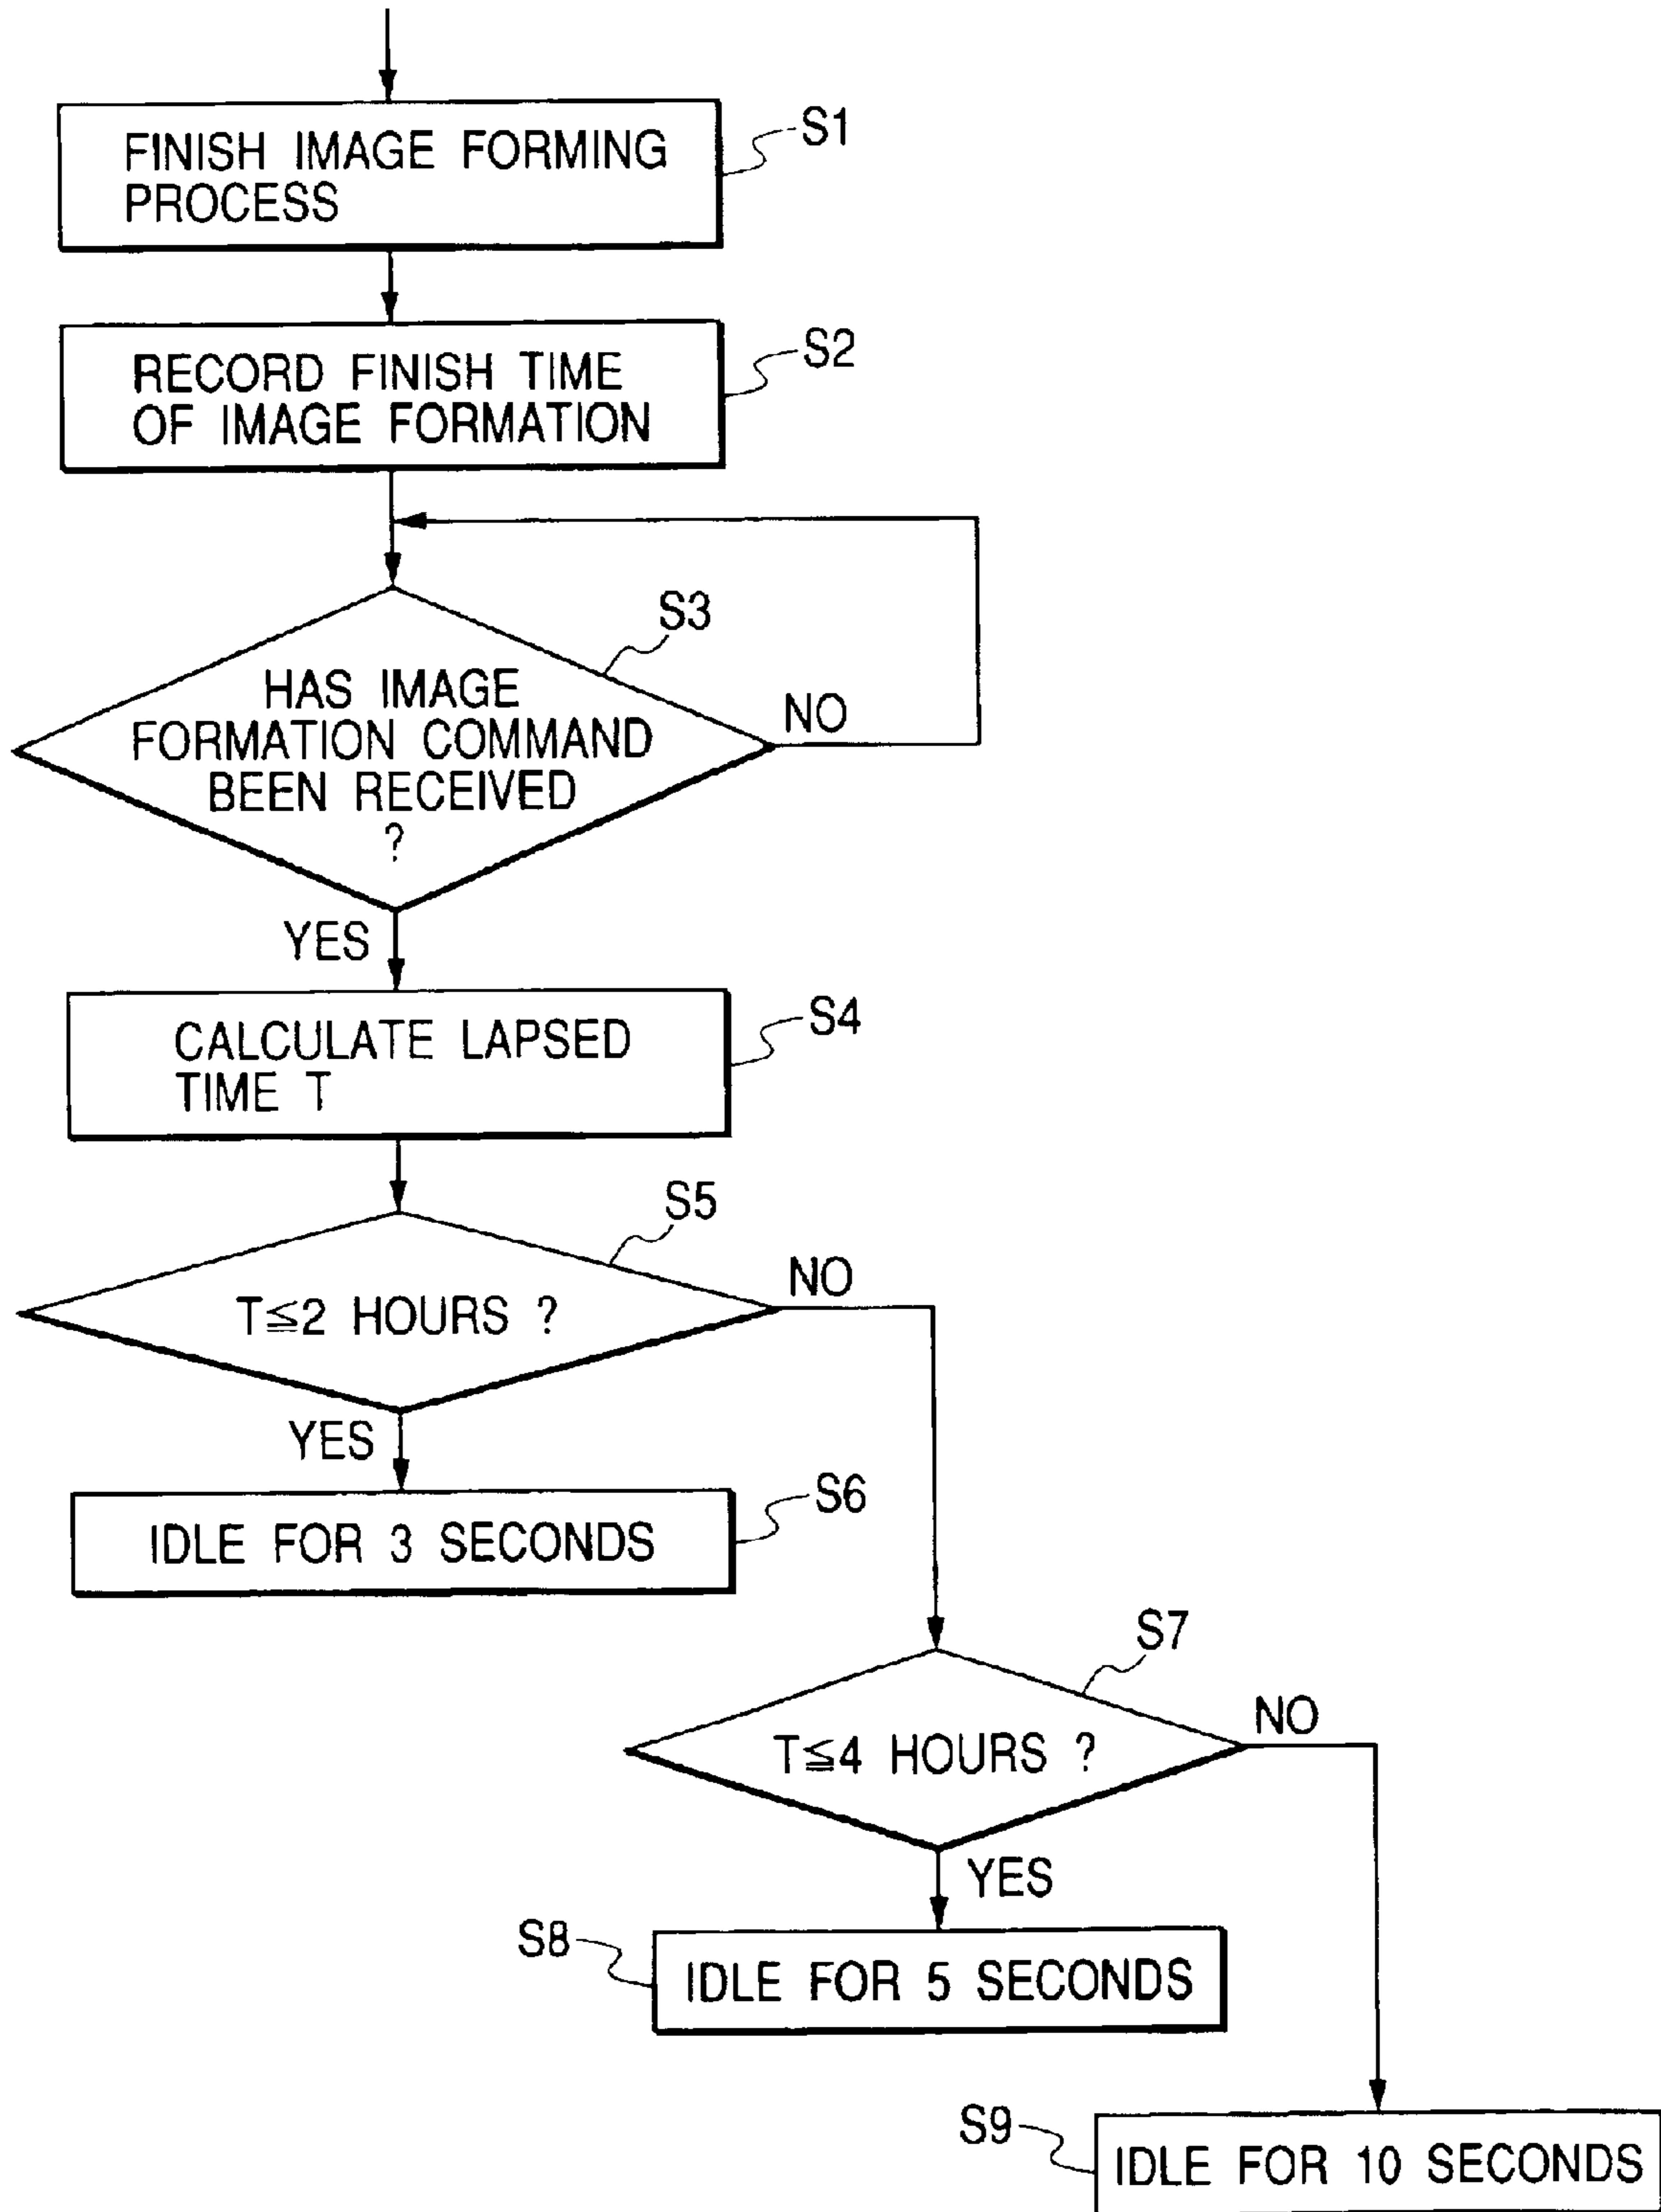 S1
FINISH IMAGE FORMING
PROCESS
S2
RECORD FINISH TIME
OF IMAGE FORMATION
S3
HAS IMAGE
FORMATION COMMAND
BEEN RECEIVED
?
NO
YES
S4
CALCULATE LAPSED
TIME T
S5
T≦2 HOURS ?
NO
YES
S6
IDLE FOR 3 SECONDS
S7
T≦4 HOURS ?
NO
YES
S8
IDLE FOR 5 SECONDS
S9
IDLE FOR 10 SECONDS